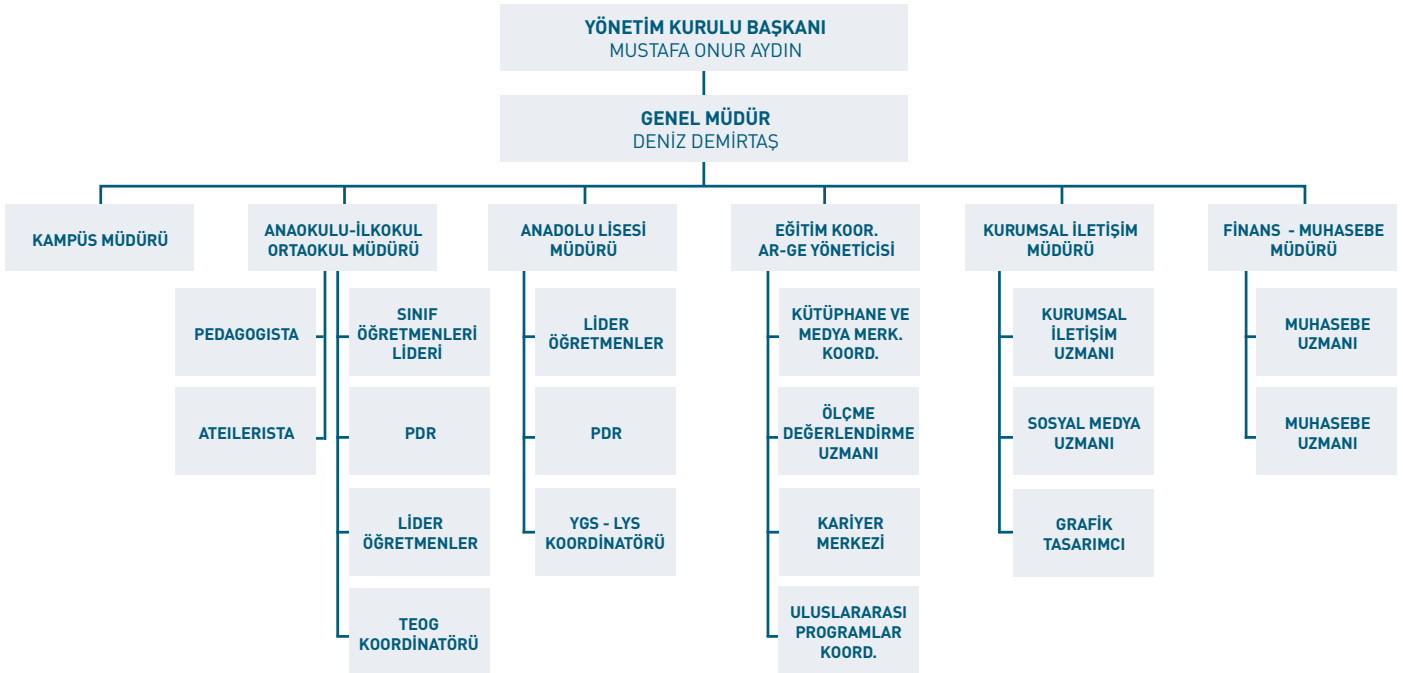 YÖNETİM KURULU BAŞKANI
MUSTAFA ONUR AYDIN
GENEL MÜDÜR
DENİZ DEMİRTAŞ
KAMPÜS MÜDÜRÜ
ANAOKULU-İLKOKUL
ORTAOKUL MÜDÜRÜ
ANADOLU LİSESİ
MÜDÜRÜ
EĞİTİM KOOR.
AR-GE YÖNETİCİSİ
KURUMSAL İLETİŞİM
MÜDÜRÜ
FİNANS - MUHASEBE
MÜDÜRÜ
PEDAGOGISTA
ATEILERISTA
SINIF
ÖĞRETMENLERİ
LİDERİ
PDR
LİDER
ÖĞRETMENLER
TEOG
KOORDİNATÖRÜ
LİDER
ÖĞRETMENLER
PDR
YGS - LYS
KOORDİNATÖRÜ
KÜTÜPHANE VE
MEDYA MERK.
KOORD.
ÖLÇME
DEĞERLENDİRME
UZMANI
KARİYER
MERKEZİ
ULUSLARARASI
PROGRAMLAR
KOORD.
KURUMSAL
İLETİŞİM
UZMANI
SOSYAL MEDYA
UZMANI
GRAFİK
TASARIMCI
MUHASEBE
UZMANI
MUHASEBE
UZMANI